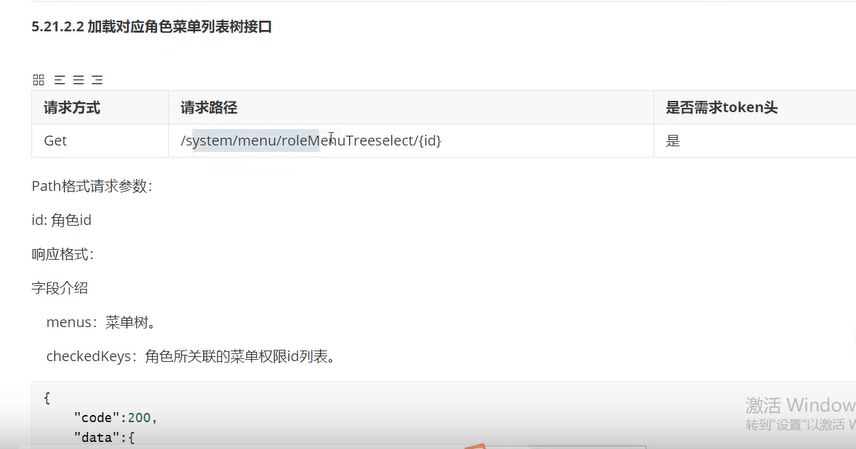 5.21.2.2 加载对应角色菜单列表树接口
请求方式 请求路径 是否需求token头
Get /system/menu/roleMenuTreeselect/{id} 是
Path格式请求参数：
id: 角色id
响应格式：
字段介绍
menus：菜单树。
checkedKeys：角色所关联的菜单权限id列表。
{
"code":200,
"data":{
激活 Window
转到"设置"以激活 W